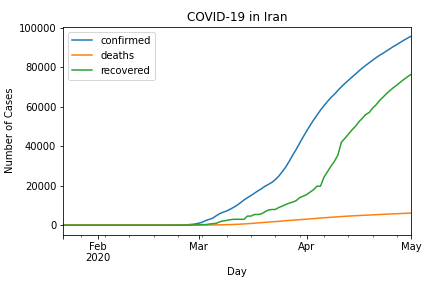 COVID-19 in Iran
100000
80000
60000
40000
20000
0
Number of Cases
confirmed
deaths
recovered
Feb
2020
Mar
Apr
May
Day